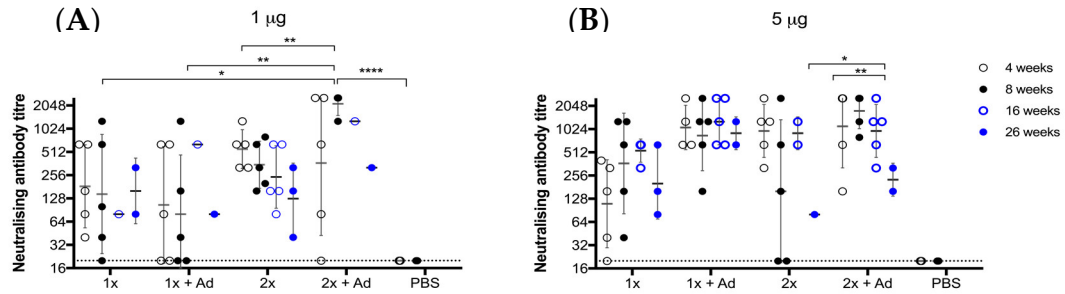 (A)
1 μg
**
**
*
****
Neutralising antibody titre
2048
1024
512
256
128
64
32
16
1x
1x + Ad
2x
2x + Ad
PBS
(B)
5 μg
*
**
Neutralising antibody titre
2048
1024
512
256
128
64
32
16
1x
1x + Ad
2x
2x + Ad
PBS
4 weeks
8 weeks
16 weeks
26 weeks